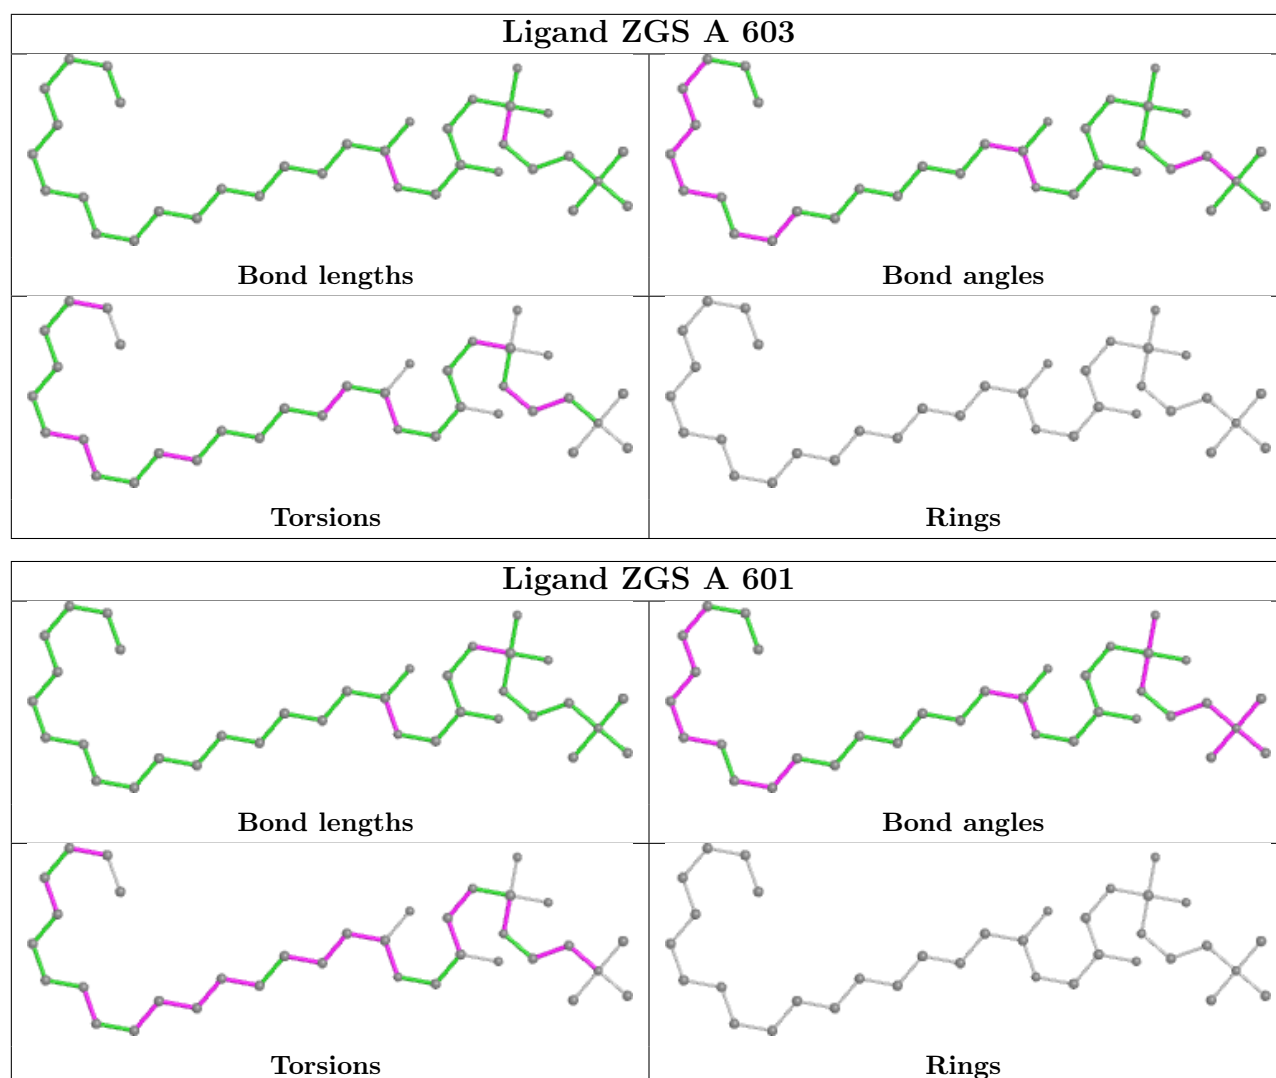 Ligand ZGS A 603
Bond lengths
Bond angles
Torsions
Rings
Ligand ZGS A 601
Bond lengths
Bond angles
Torsions
Rings